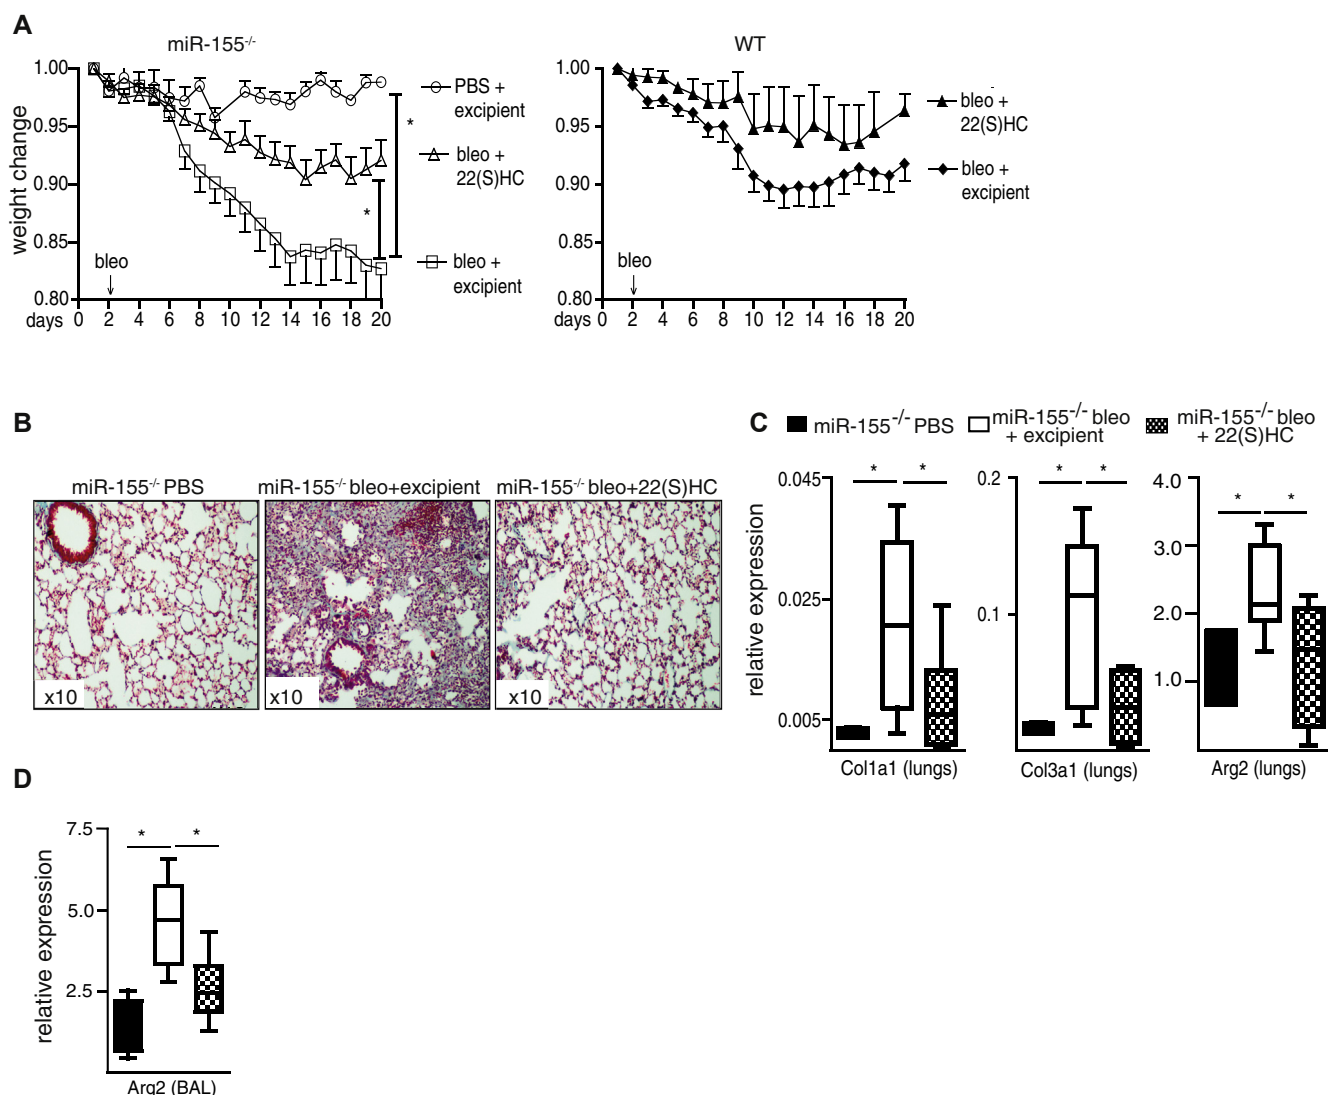 A
miR-155-/-
WT
1.00
0.95
0.90
0.85
0.80
weight change
bleo
days 0 2 4 6 8 10 12 14 16 18 20
PBS +
excipient
bleo +
22(S)HC
bleo +
excipient
*
*
1.00
0.95
0.90
0.85
0.80
bleo
days 0 2 4 6 8 10 12 14 16 18 20
bleo +
22(S)HC
bleo +
excipient
B
miR-155-/- PBS
miR-155-/- bleo+excipient
miR-155-/- bleo+22(S)HC
x10
x10
x10
C
miR-155-/- PBS
miR-155-/- bleo
+ excipient
miR-155-/- bleo
+ 22(S)HC
relative expression
0.045
0.025
0.005
* *
Col1a1 (lungs)
0.2
0.1
* *
Col3a1 (lungs)
4.0
3.0
2.0
1.0
* *
Arg2 (lungs)
D
relative expression
7.5
5.0
2.5
* *
Arg2 (BAL)